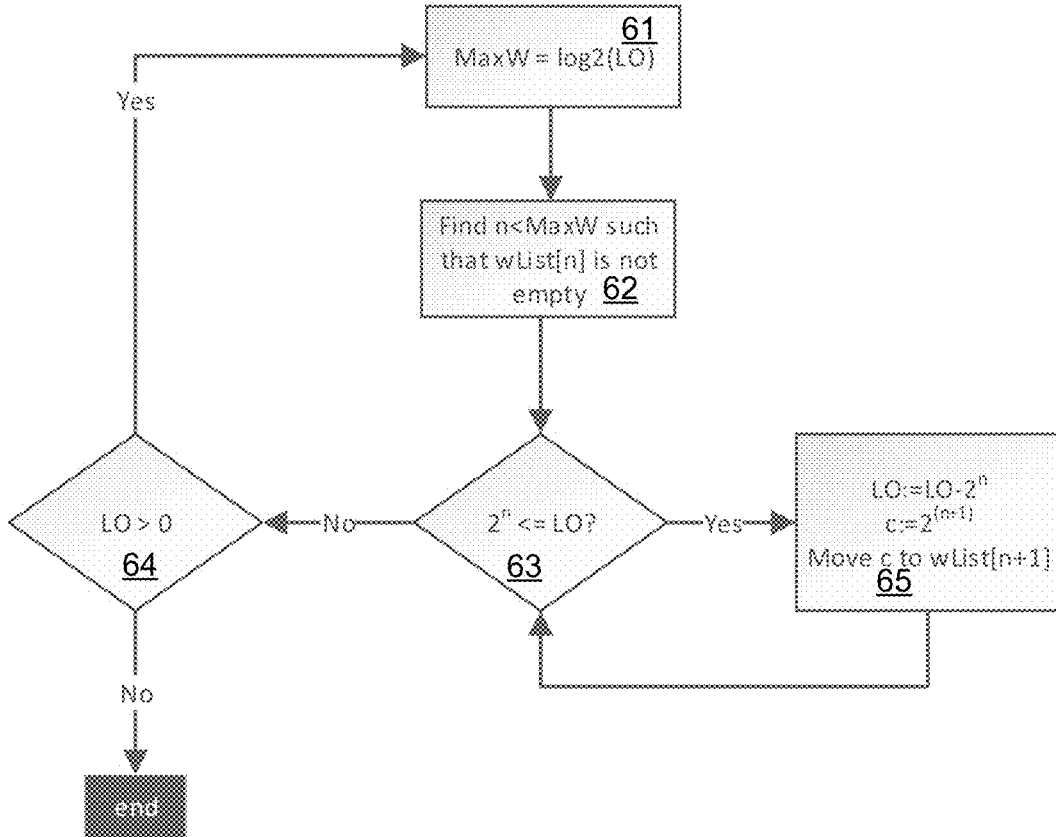 61
MaxW = log2(LO)
Yes
Find n<MaxW such
that wList[n] is not
empty 62
LO > 0
64
No
2^n <= LO?
63
Yes
LO:=LO-2^n
c:=2^(n+1)
Move c to wList[n+1]
65
No
end